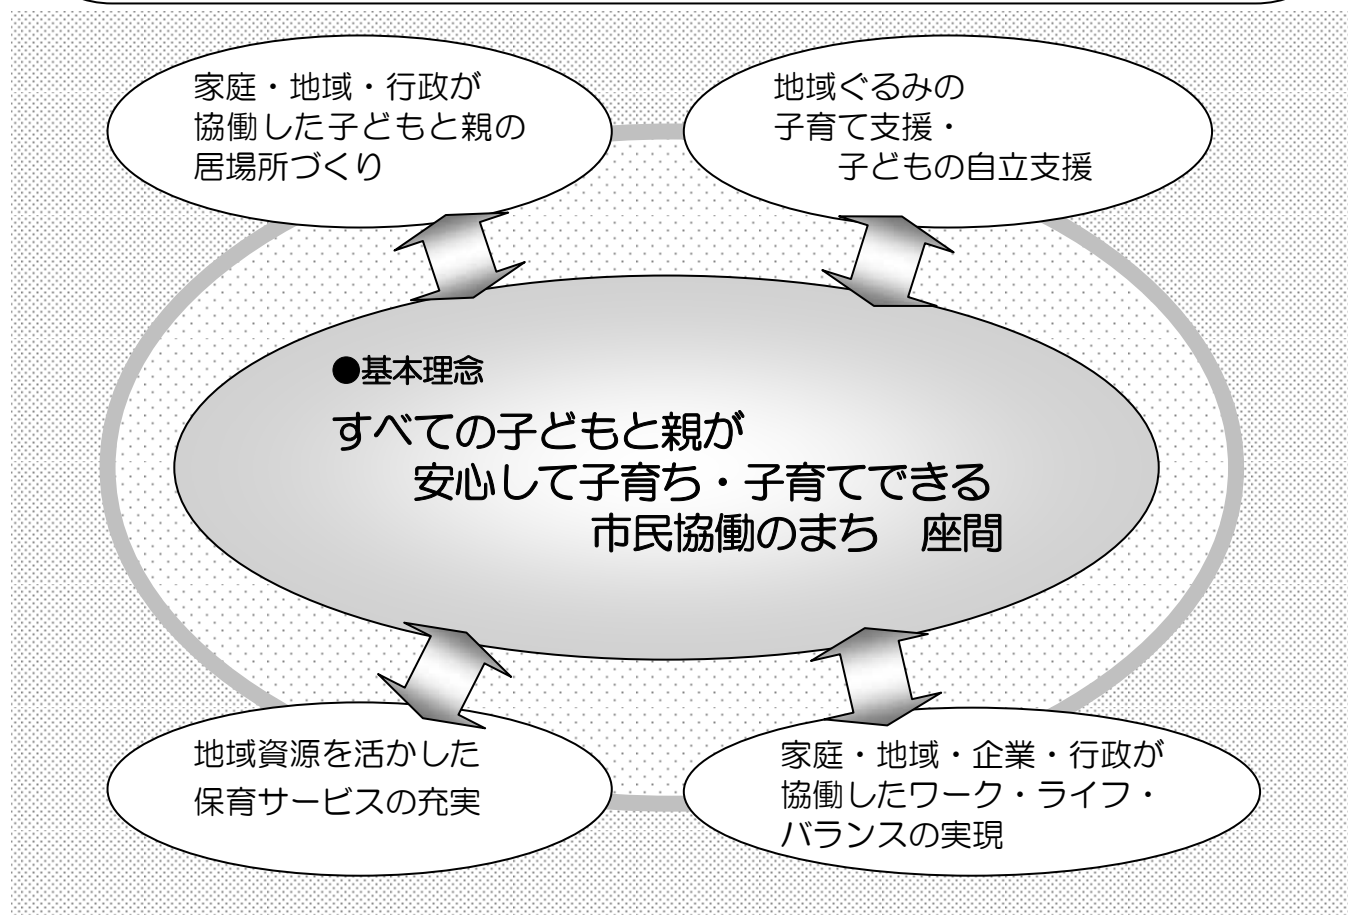 家庭・地域・行政が
協働した子どもと親の
居場所づくり
地域ぐるみの
子育て支援・
子どもの自立支援
●基本理念
すべての子どもと親が
安心して子育ち・子育てできる
市民協働のまち　座間
地域資源を活かした
保育サービスの充実
家庭・地域・企業・行政が
協働したワーク・ライフ・
バランスの実現